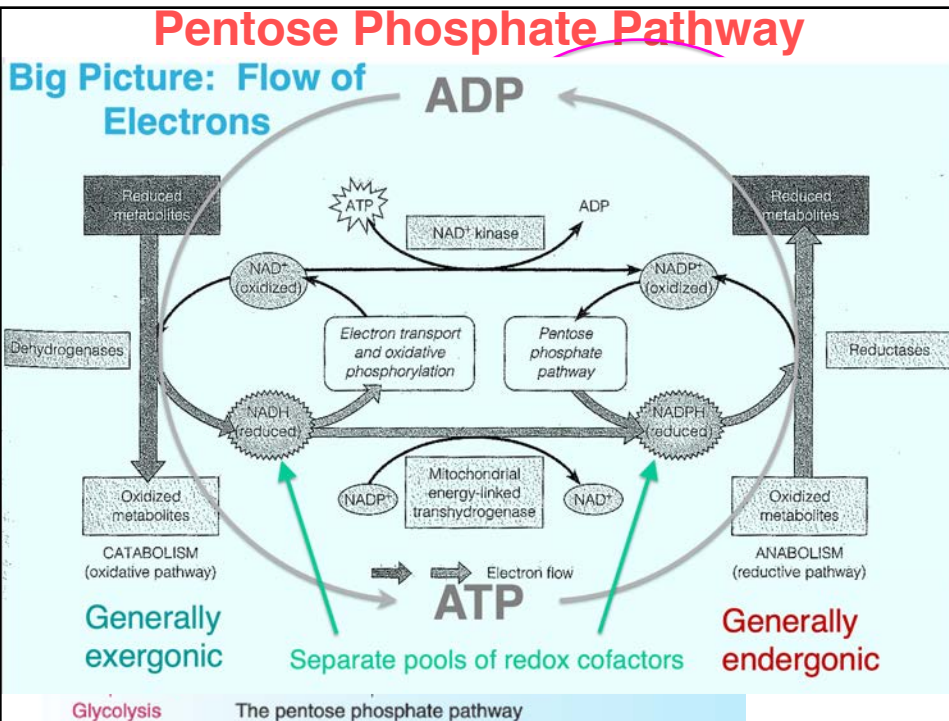 Pentose Phosphate Pathway
Big Picture: Flow of
Electrons
ADP
Reduced
metabolites
ATP
NAD⁺ kinase
ADP
Reduced
metabolites
NAD⁺
(oxidized)
NADP⁺
(oxidized)
Dehydrogenases
Electron transport
and oxidative
phosphorylation
Pentose
phosphate
pathway
Reductases
NADH
(reduced)
NADPH
(reduced)
Oxidized
metabolites
NADP⁺
Mitochondrial
energy-linked
transhydrogenase
NAD⁺
Oxidized
metabolites
CATABOLISM
(oxidative pathway)
Electron flow
ANABOLISM
(reductive pathway)
ATP
Generally
exergonic
Separate pools of redox cofactors
Generally
endergonic
Glycolysis
The pentose phosphate pathway